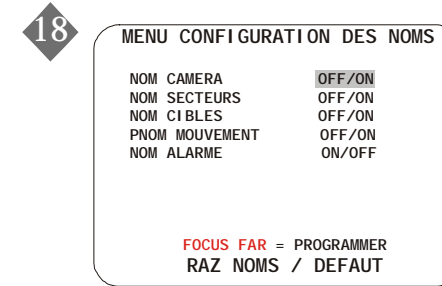 18
MENU CONFIGURATION DES NOMS
NOM CAMERA OFF/ON
NOM SECTEURS OFF/ON
NOM CIBLES OFF/ON
PNOM MOUVEMENT OFF/ON
NOM ALARME ON/OFF
FOCUS FAR = PROGRAMMER
RAZ NOMS / DEFAUT